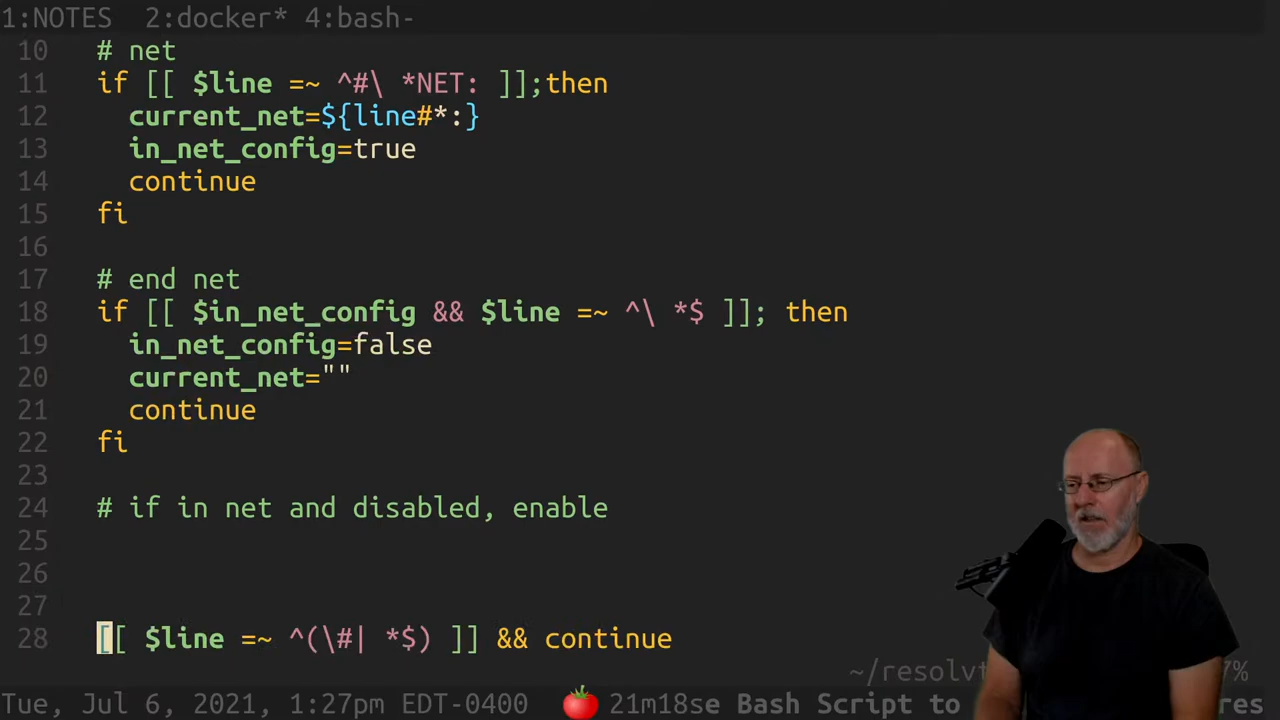 1:NOTES  2:docker* 4:bash-
10   # net
11   if [[ $line =~ ^#\ *NET: ]];then
12     current_net=${line#*:}
13     in_net_config=true
14     continue
15   fi
16
17   # end net
18   if [[ $in_net_config && $line =~ ^\ *$ ]]; then
19     in_net_config=false
20     current_net=""
21     continue
22   fi
23
24   # if in net and disabled, enable
25
26
27
28   [[ $line =~ ^(\#| *$) ]] && continue
~/resolvt 7%
Tue, Jul 6, 2021, 1:27pm EDT-0400 🍅 21m18se Bash Script to res